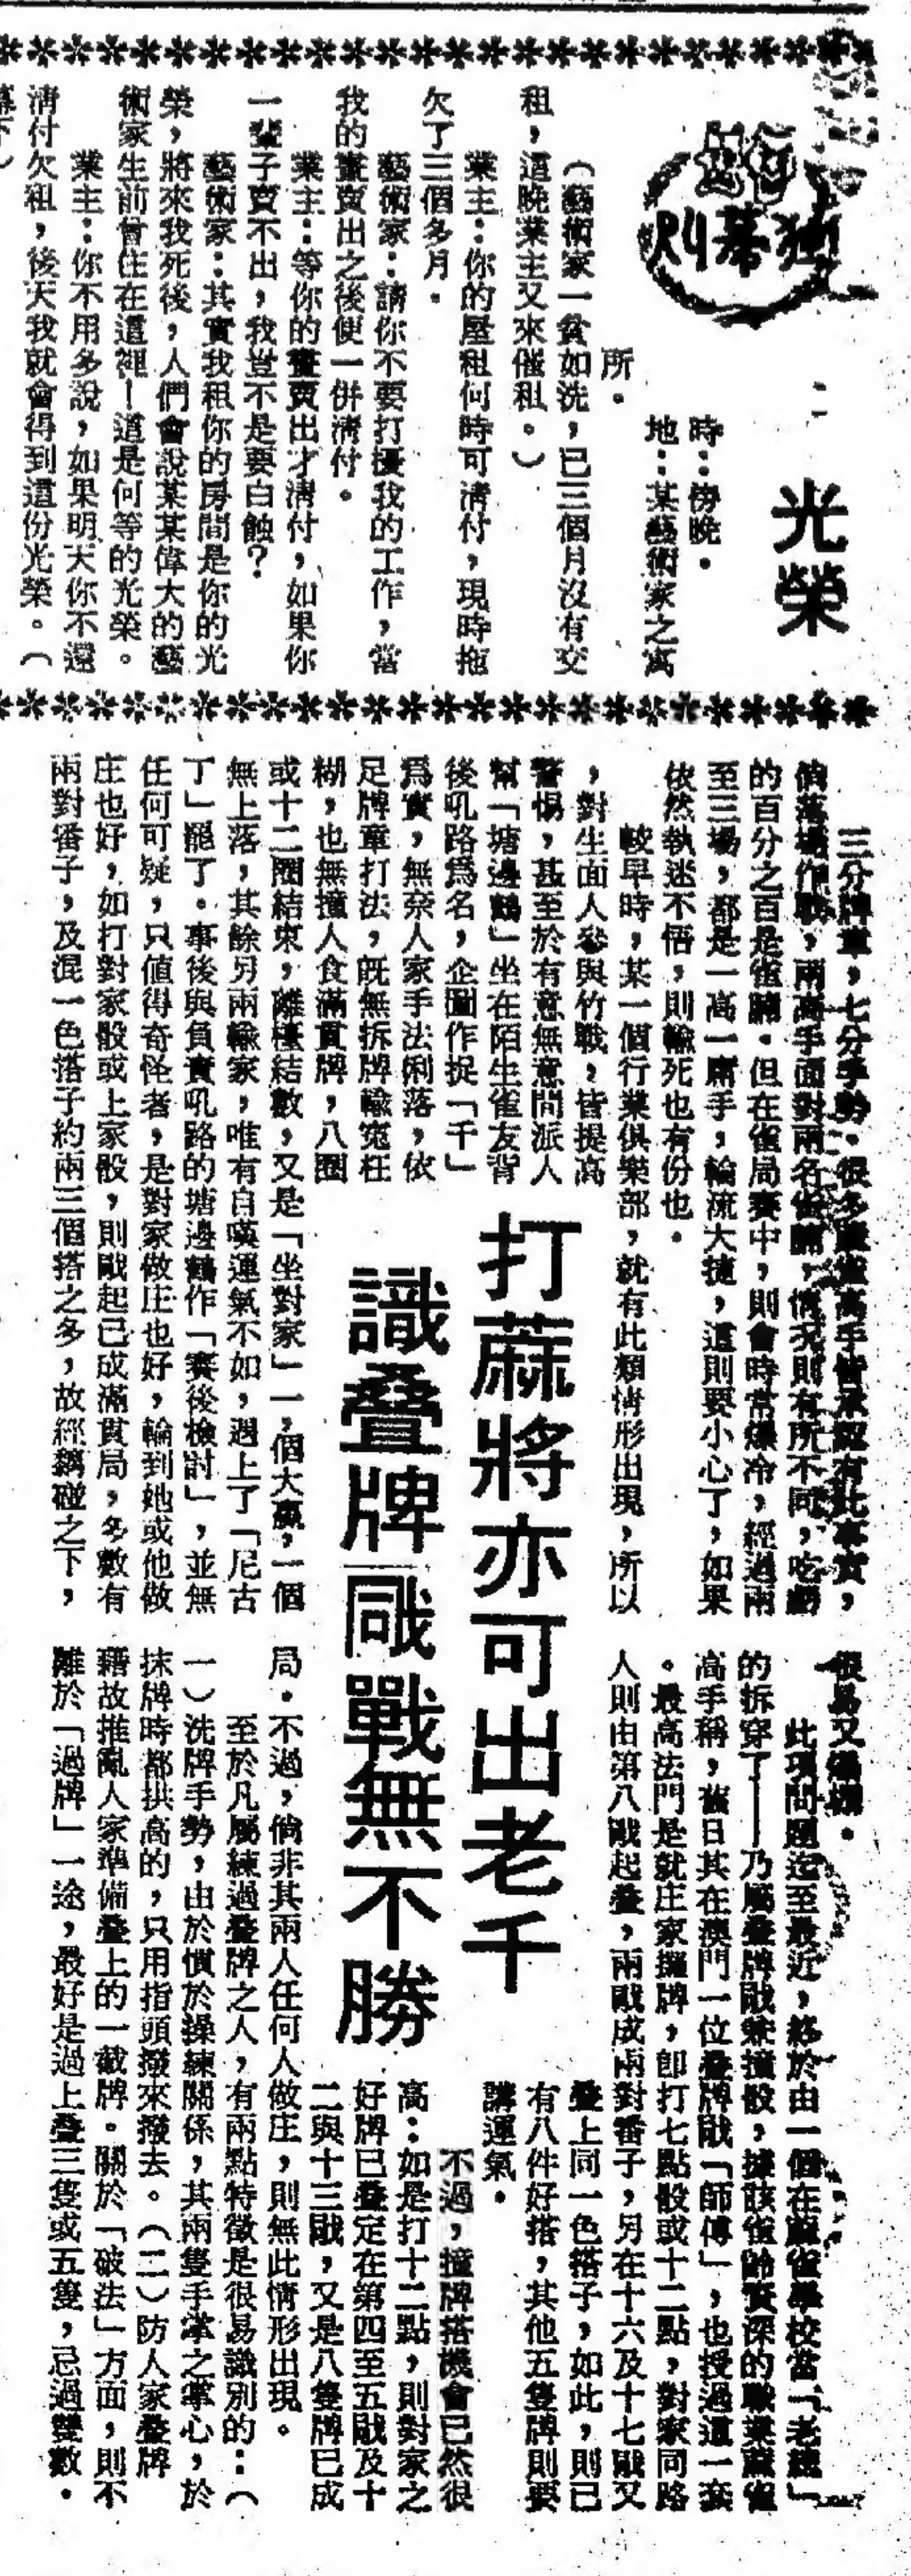 獨幕劇
光榮
時：傍晚。
地：某藝術家之寓
所。
（藝術家一貧如洗，已三個月沒有交
租，這晚業主又來催租。）
業主：你的屋租何時可清付，現時拖
欠了三個多月。
藝術家：請你不要打擾我的工作，當
我的畫賣出之後便一併清付。
業主：等你的畫賣出才清付，如果你
一輩子賣不出，我豈不是要白蝕？
藝術家：其實我租你的房間是你的光
榮，將來我死後，人們會說某某偉大的藝
術家生前曾住在這裡－這是何等的光榮。
業主：你不用多說，如果明天你不還
清付欠租，後天我就會得到這份光榮。（
幕下）
打蔴將亦可出老千
識叠牌戙戰無不勝
三分牌章，七分手勢。很多雀高手皆承認有此事實，
倘落場作戰，兩高手面對兩名雀，情況則有所不同，吃虧
的百分之百是雀。但在雀局賽中，則會時常爆冷，經過兩
至三場，都是一高一庸手，輪流大捷，這則要小心了，如果
依然執迷不悟，則輸死也有份也。
較早時，某一個行業俱樂部，就有此類情形出現，所以
，對生面人參與竹戰，皆提高
警惕，甚至於有意無意間派人
幫「塘邊鶴」坐在陌生雀友背
後吼路為名，企圖作捉「千」
爲實，無奈人家手法俐落，依
足牌章打法，既無拆牌輸寃枉
糊，也無撞人食滿貫牌，八圈
或十二圈結束，離檯結數，又是「坐對家」一，個大贏，一個
無上落，其餘另兩輸家，唯有自嘆運氣不如，遇上了「尼古
丁」罷了。事後與負責吼路的塘邊鶴作「賽後檢討」，並無
任何可疑，只值得奇怪者，是對家做庄也好，輪到她或他做
庄也好，如打對家骰或上家骰，則戙起已成滿貫局，多數有
兩對番子，及混一色搭子約兩三個搭之多，故經碰之下，
很易又。
此項問題迄至最近，終於由一個在蔴雀學校當「老總」
的拆穿了——乃屬叠牌戙兼撞骰，據該雀齡資深的職業蔴雀
高手稱，舊日其在澳門一位叠牌戙「師傅」，也授過這一套
。最高法門是就庄家攞牌，卽打七點骰或十二點，對家同路
人則由第八戙起叠，兩戙成兩對番子，另在十六及十七戙又
叠上同一色搭子，如此，則已
有八件好搭，其他五隻牌則要
講運氣。
不過，撞牌搭機會已然很
高：如是打十二點，則對家之
好牌已叠定在第四至五戙及十
二與十三戙，又是八隻牌已成
局。不過，倘非其兩人任何人做庄，則無此情形出現。
至於凡屬練過叠牌之人，有兩點特徵是很易識別的：（
一）洗牌手勢，由於慣於操練關係，其兩隻手掌之掌心，於
抹牌時都拱高的，只用指頭撥來撥去。（二）防人家叠牌
藉故推亂人家準備叠上的一截牌。關於「破法」方面，則不
離於「過牌」一途，最好是過上叠三隻或五隻，忌過雙數。